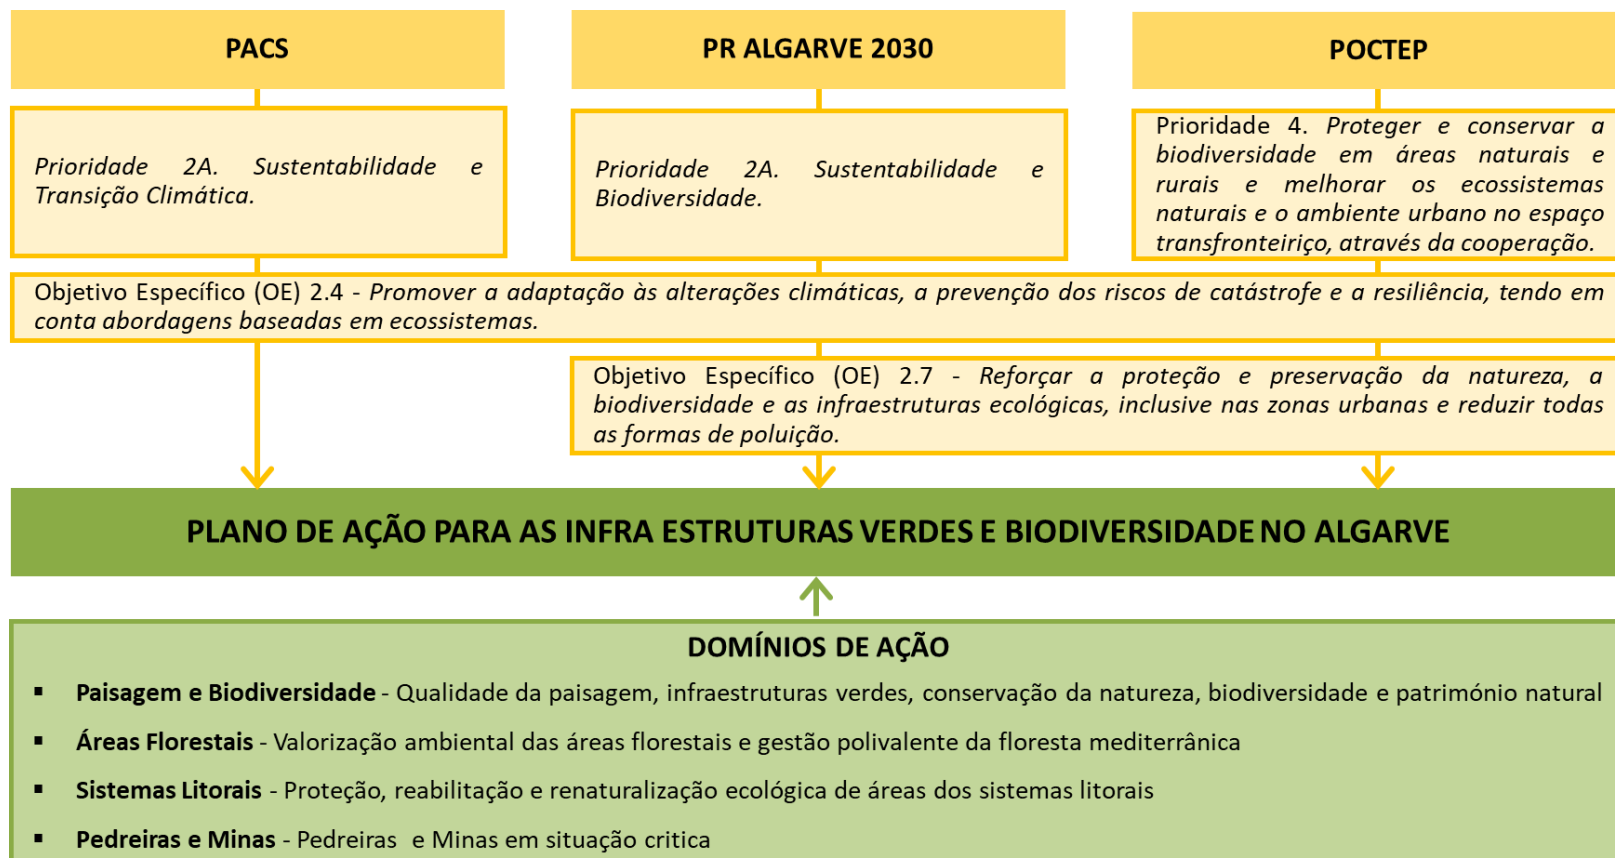 PACS
PR ALGARVE 2030
POCTEP
Prioridade 2A. Sustentabilidade e
Transição Climática.
Prioridade 2A. Sustentabilidade e
Biodiversidade.
Prioridade 4. Proteger e conservar a
biodiversidade em áreas naturais e
rurais e melhorar os ecossistemas
naturais e o ambiente urbano no espaço
transfronteiriço, através da cooperação.
Objetivo Específico (OE) 2.4 - Promover a adaptação às alterações climáticas, a prevenção dos riscos de catástrofe e a resiliência, tendo em
conta abordagens baseadas em ecossistemas.
Objetivo Específico (OE) 2.7 - Reforçar a proteção e preservação da natureza, a
biodiversidade e as infraestruturas ecológicas, inclusive nas zonas urbanas e reduzir todas
as formas de poluição.
PLANO DE AÇÃO PARA AS INFRA ESTRUTURAS VERDES E BIODIVERSIDADE NO ALGARVE
DOMÍNIOS DE AÇÃO
▪ Paisagem e Biodiversidade - Qualidade da paisagem, infraestruturas verdes, conservação da natureza, biodiversidade e património natural
▪ Áreas Florestais - Valorização ambiental das áreas florestais e gestão polivalente da floresta mediterrânica
▪ Sistemas Litorais - Proteção, reabilitação e renaturalização ecológica de áreas dos sistemas litorais
▪ Pedreiras e Minas - Pedreiras e Minas em situação critica